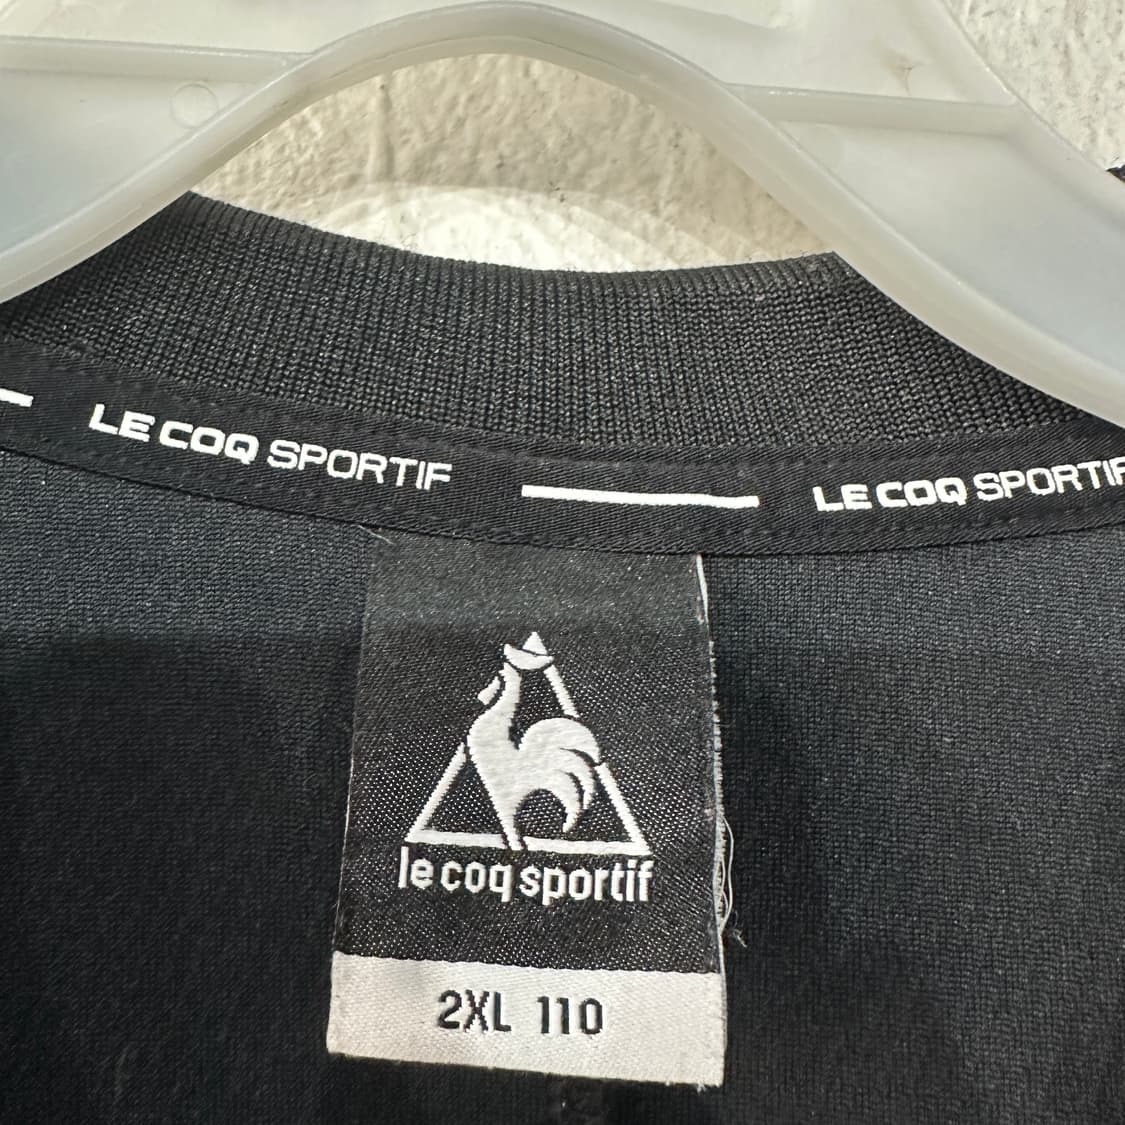 LE COQ SPORTIF
LE COQ SPORTIF
le coq sportif
2XL 110